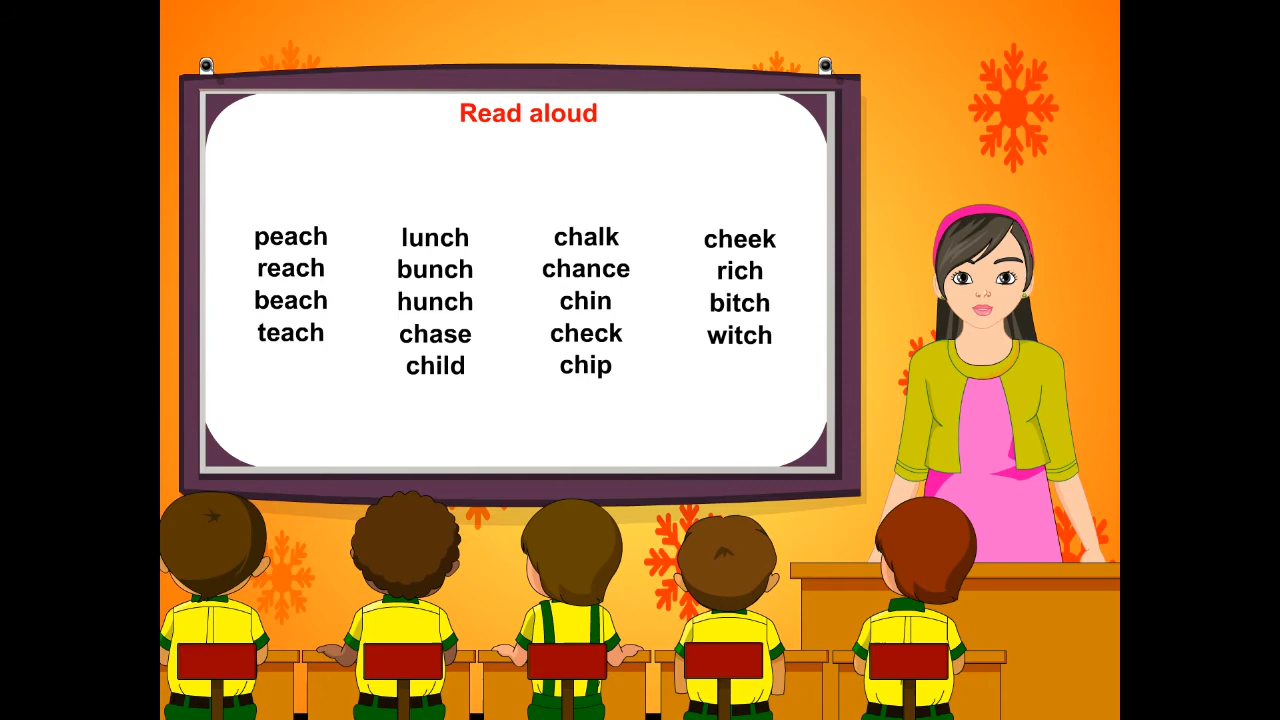 Read aloud
peach lunch chalk cheek
reach bunch chance rich
beach hunch chin bitch
teach chase check witch
child chip